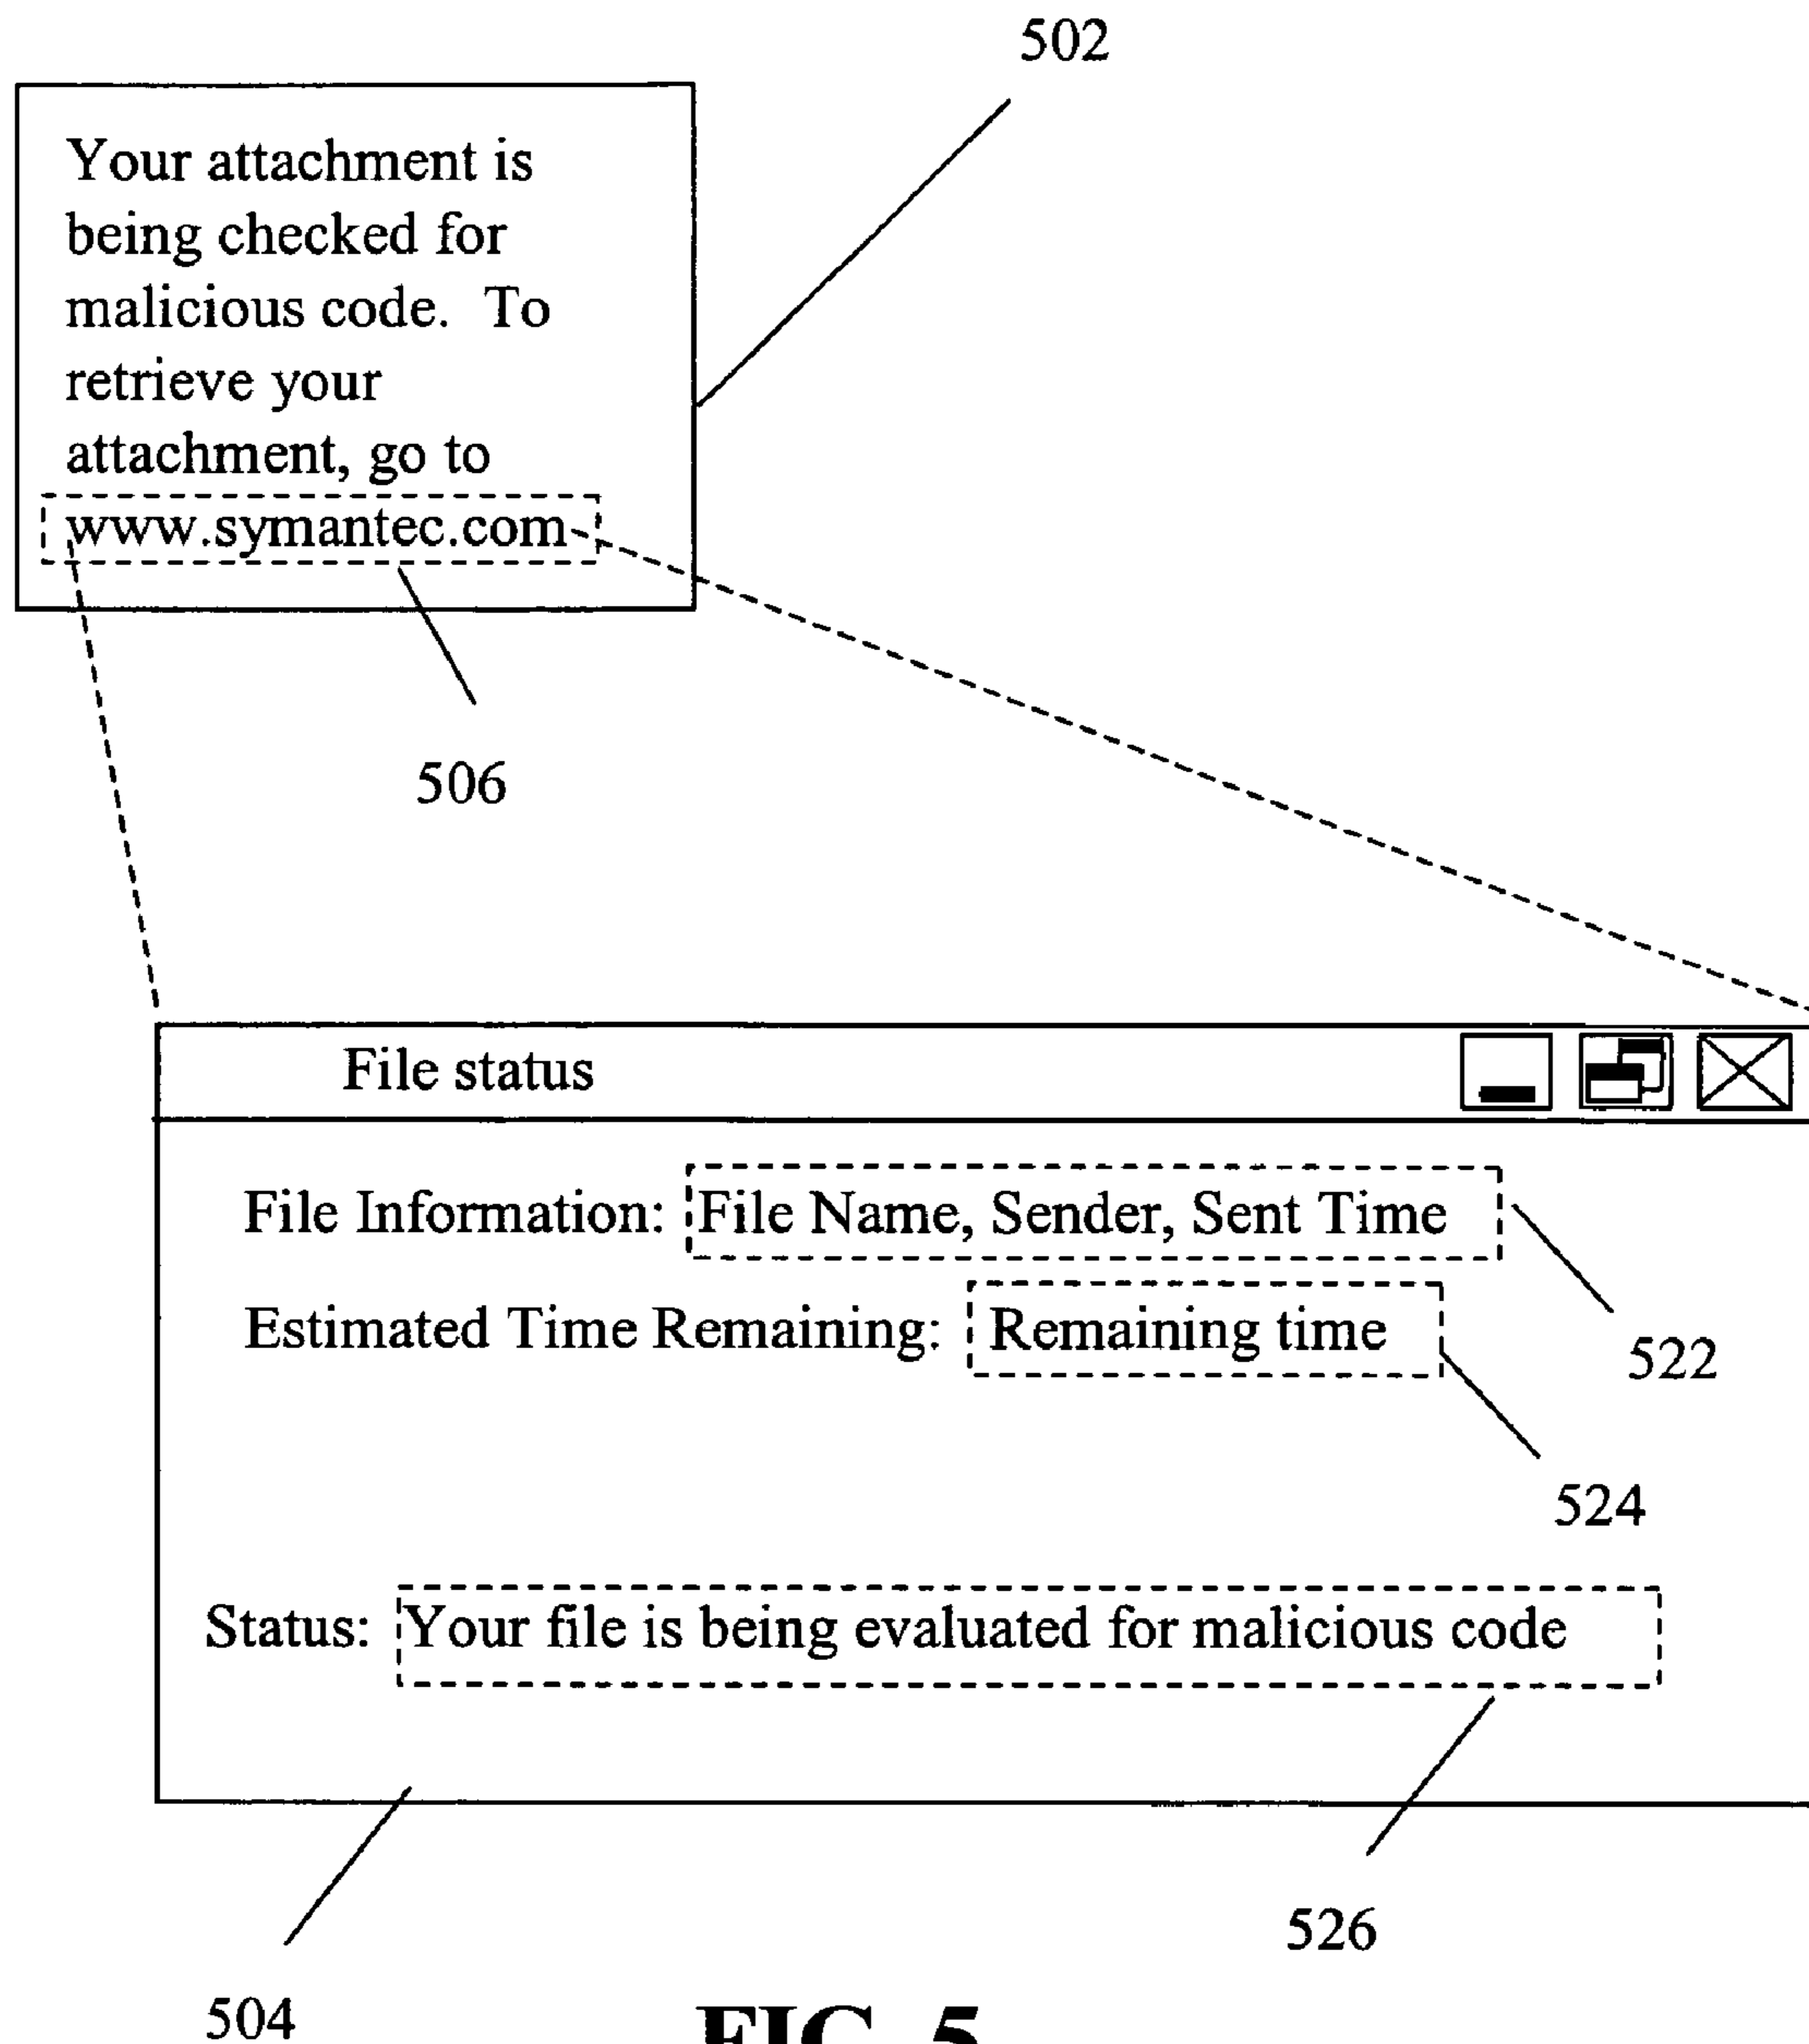 502
Your attachment is
being checked for
malicious code. To
retrieve your
attachment, go to
www.symantec.com
506
File status
File Information: File Name, Sender, Sent Time
Estimated Time Remaining: Remaining time
522
524
Status: Your file is being evaluated for malicious code
526
504
FIG. 5